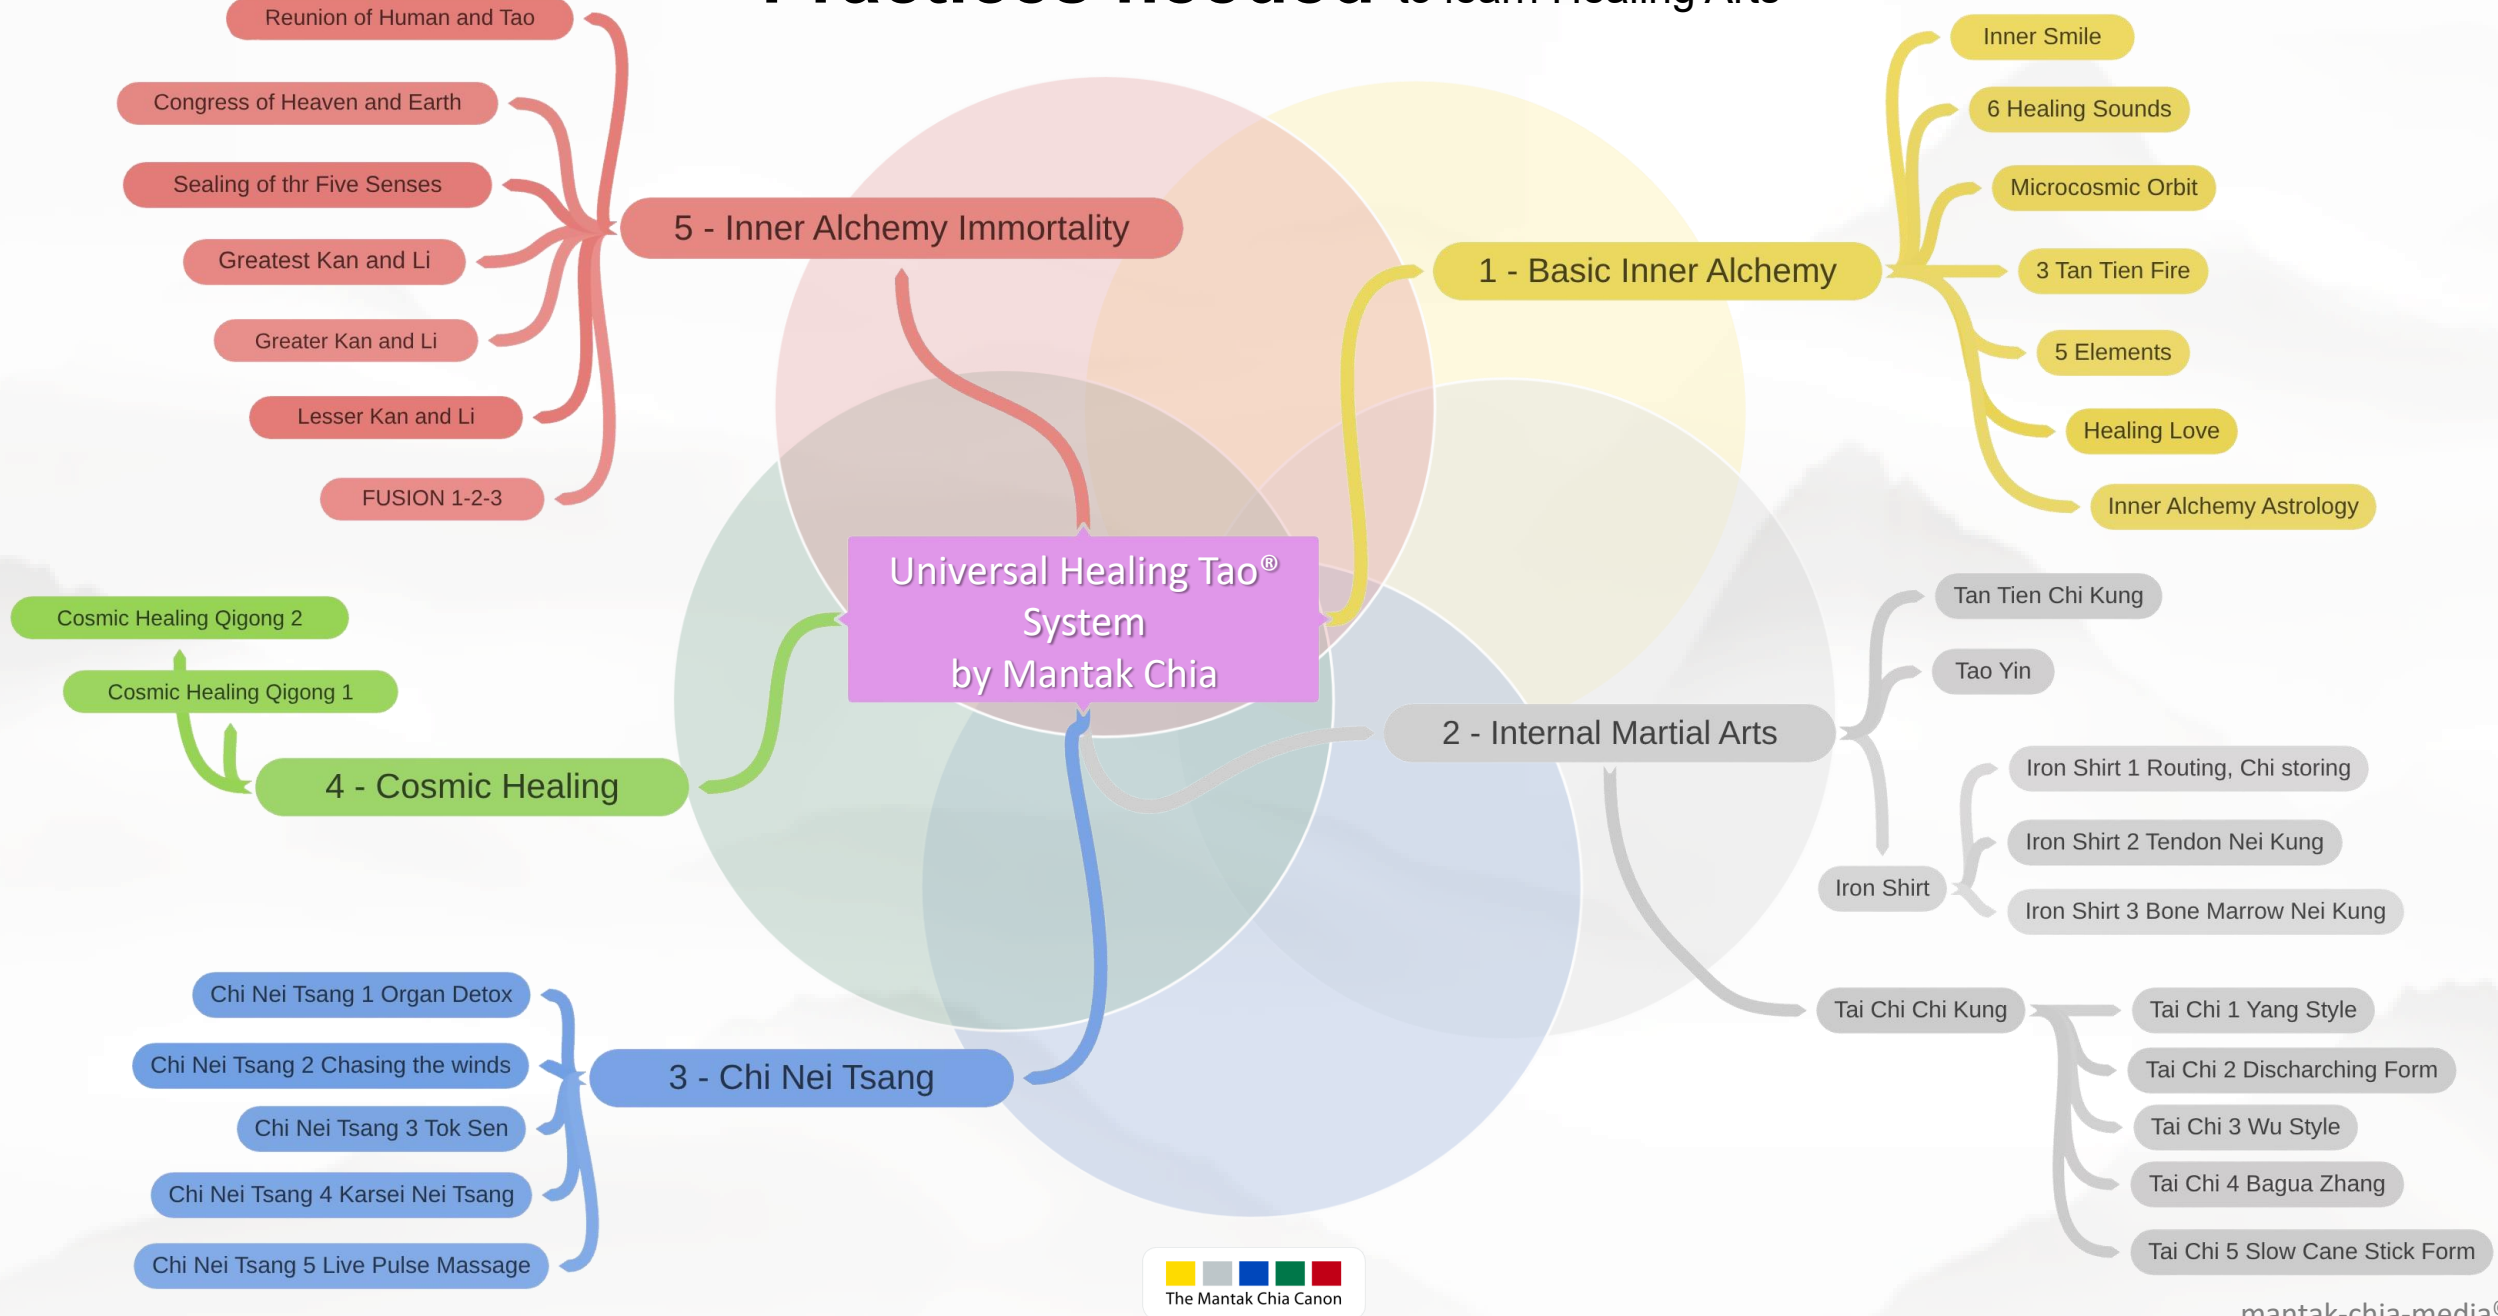 Practices needed to learn Healing Arts
Reunion of Human and Tao
Congress of Heaven and Earth
Sealing of thr Five Senses
Greatest Kan and Li
Greater Kan and Li
Lesser Kan and Li
FUSION 1-2-3
5 - Inner Alchemy Immortality
1 - Basic Inner Alchemy
Inner Smile
6 Healing Sounds
Microcosmic Orbit
3 Tan Tien Fire
5 Elements
Healing Love
Inner Alchemy Astrology
Universal Healing Tao®
System
by Mantak Chia
2 - Internal Martial Arts
Tan Tien Chi Kung
Tao Yin
Iron Shirt
Iron Shirt 1 Routing, Chi storing
Iron Shirt 2 Tendon Nei Kung
Iron Shirt 3 Bone Marrow Nei Kung
Tai Chi Chi Kung
Tai Chi 1 Yang Style
Tai Chi 2 Discharching Form
Tai Chi 3 Wu Style
Tai Chi 4 Bagua Zhang
Tai Chi 5 Slow Cane Stick Form
Cosmic Healing Qigong 2
Cosmic Healing Qigong 1
4 - Cosmic Healing
Chi Nei Tsang 1 Organ Detox
Chi Nei Tsang 2 Chasing the winds
Chi Nei Tsang 3 Tok Sen
Chi Nei Tsang 4 Karsei Nei Tsang
Chi Nei Tsang 5 Live Pulse Massage
3 - Chi Nei Tsang
The Mantak Chia Canon
mantak-chia-media©